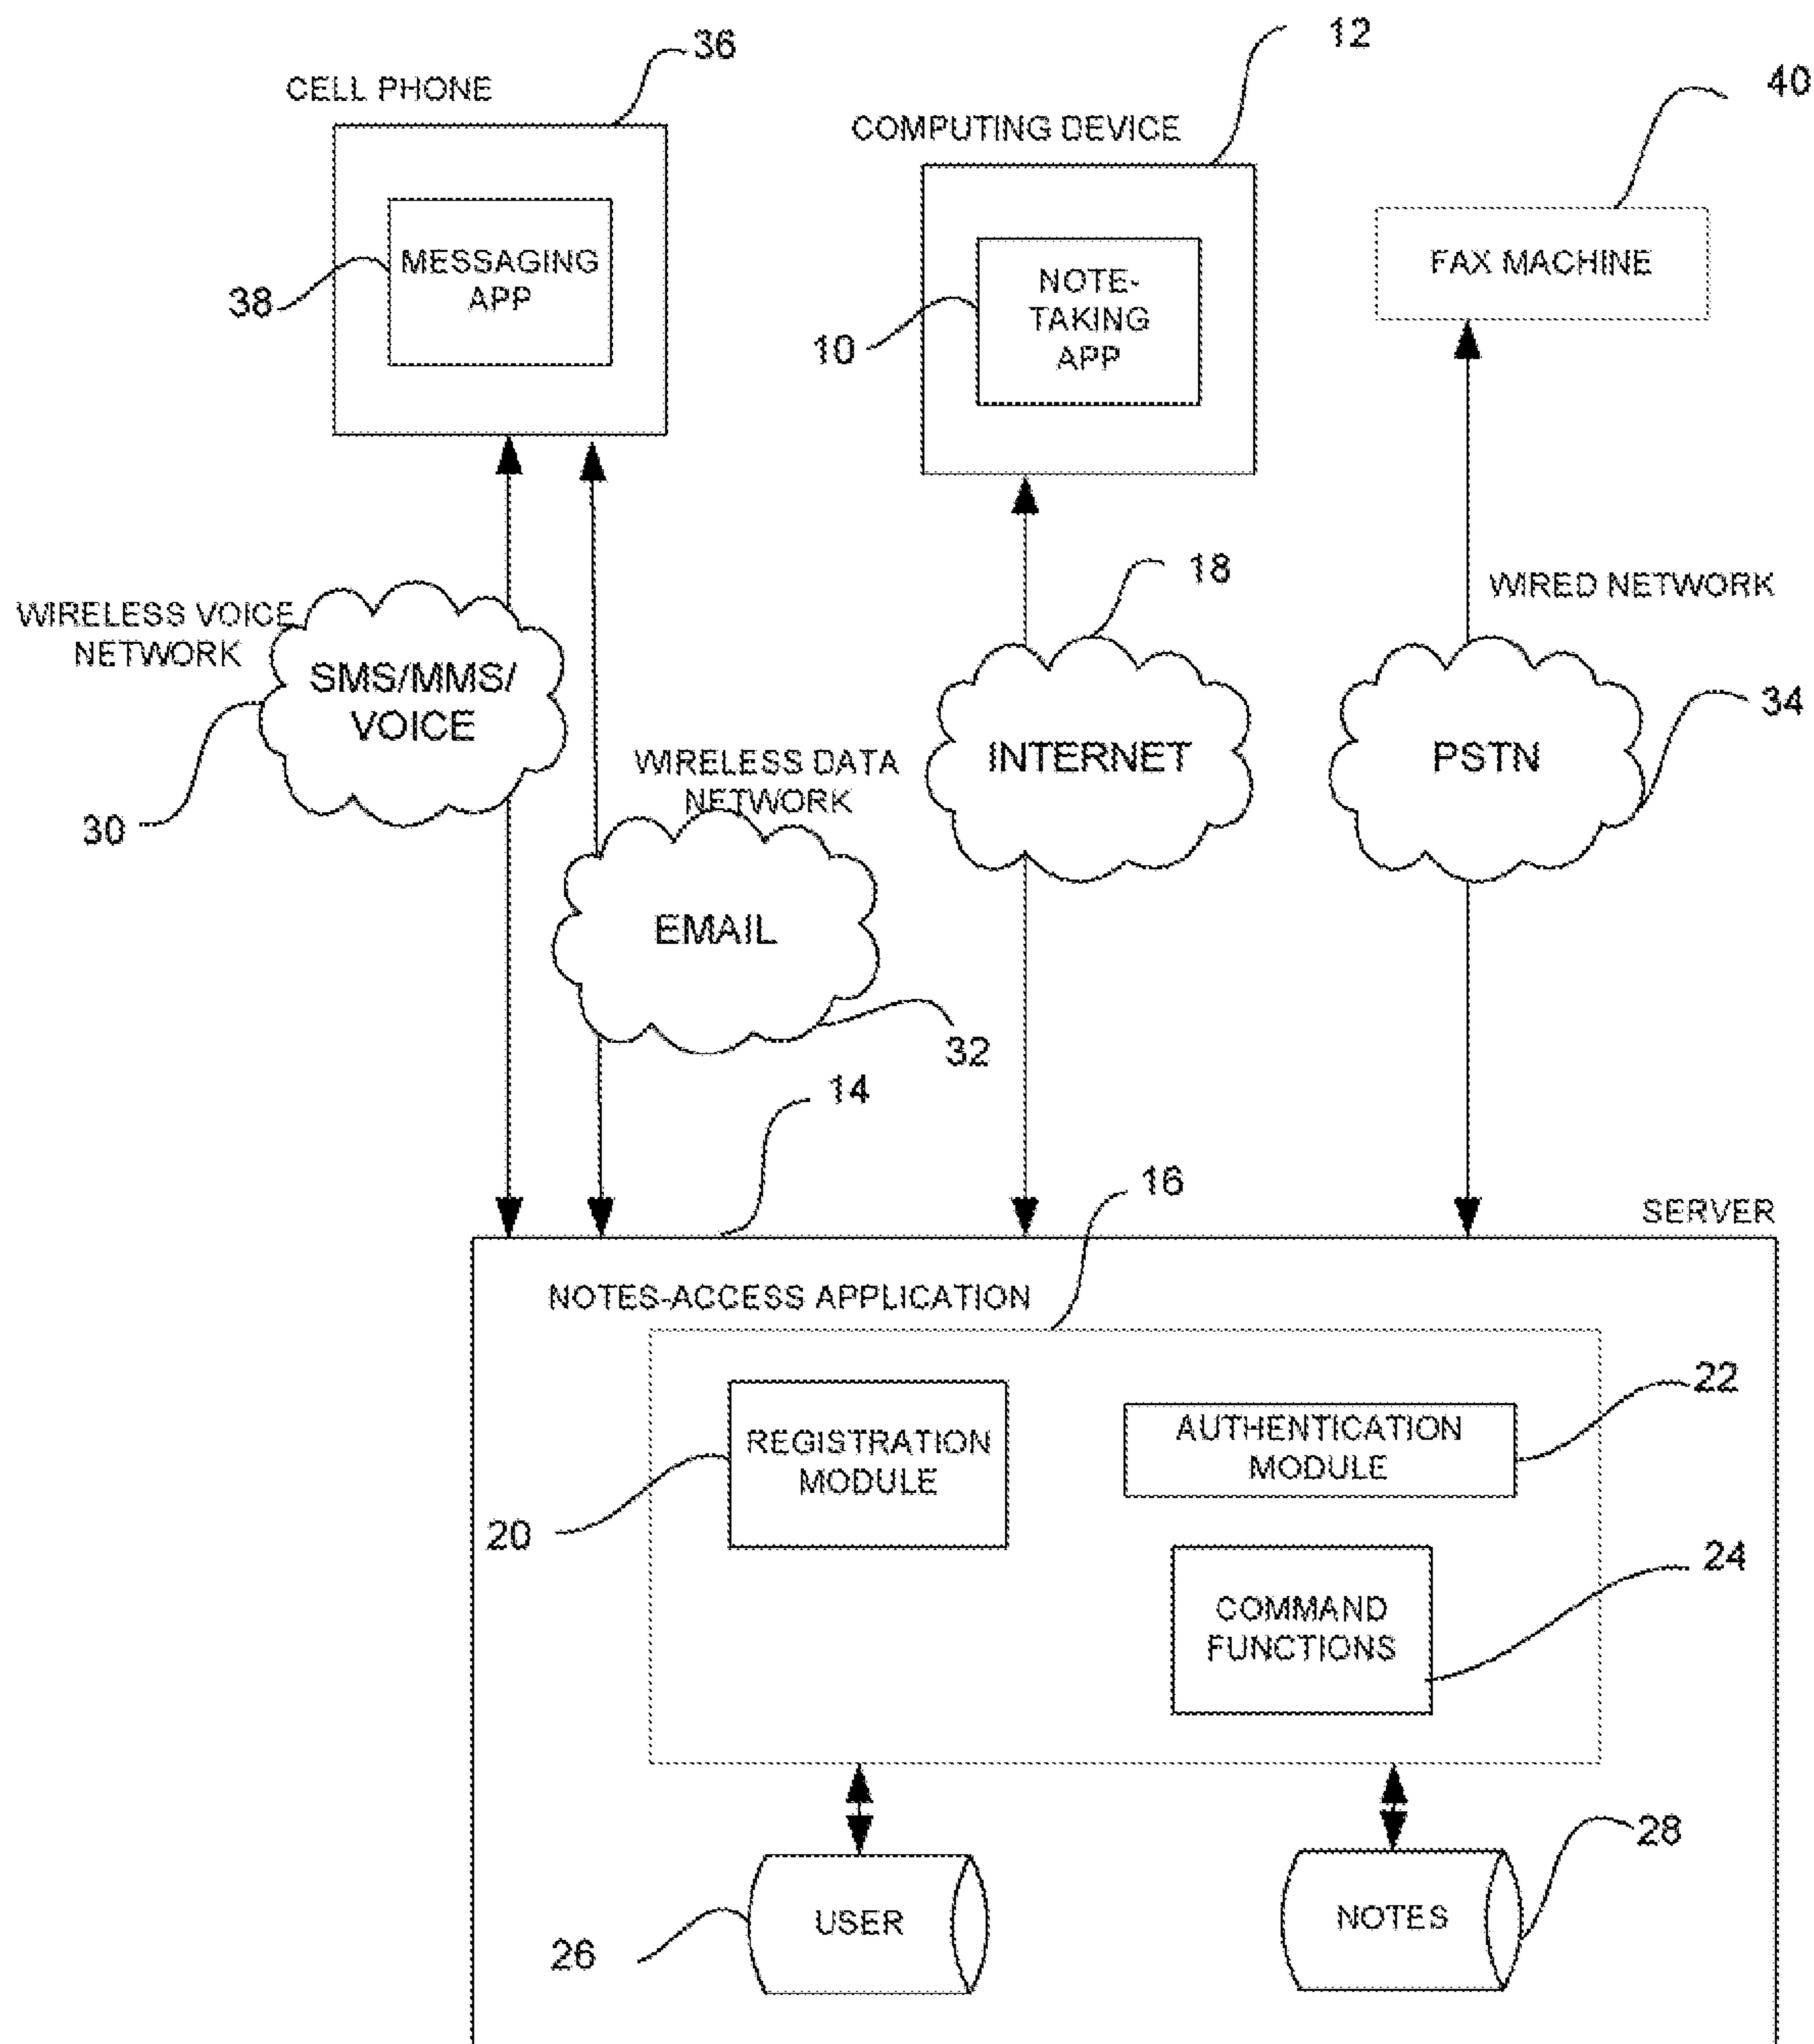 36
12
40
CELL PHONE
COMPUTING DEVICE
MESSAGING
APP
38
NOTE-
TAKING
APP
10
FAX MACHINE
18
WIRELESS VOICE
NETWORK
SMS/MMS/
VOICE
30
WIRED NETWORK
INTERNET
PSTN
34
WIRELESS DATA
NETWORK
EMAIL
32
14
16
SERVER
NOTES-ACCESS APPLICATION
REGISTRATION
MODULE
20
AUTHENTICATION
MODULE
22
COMMAND
FUNCTIONS
24
USER
26
NOTES
28